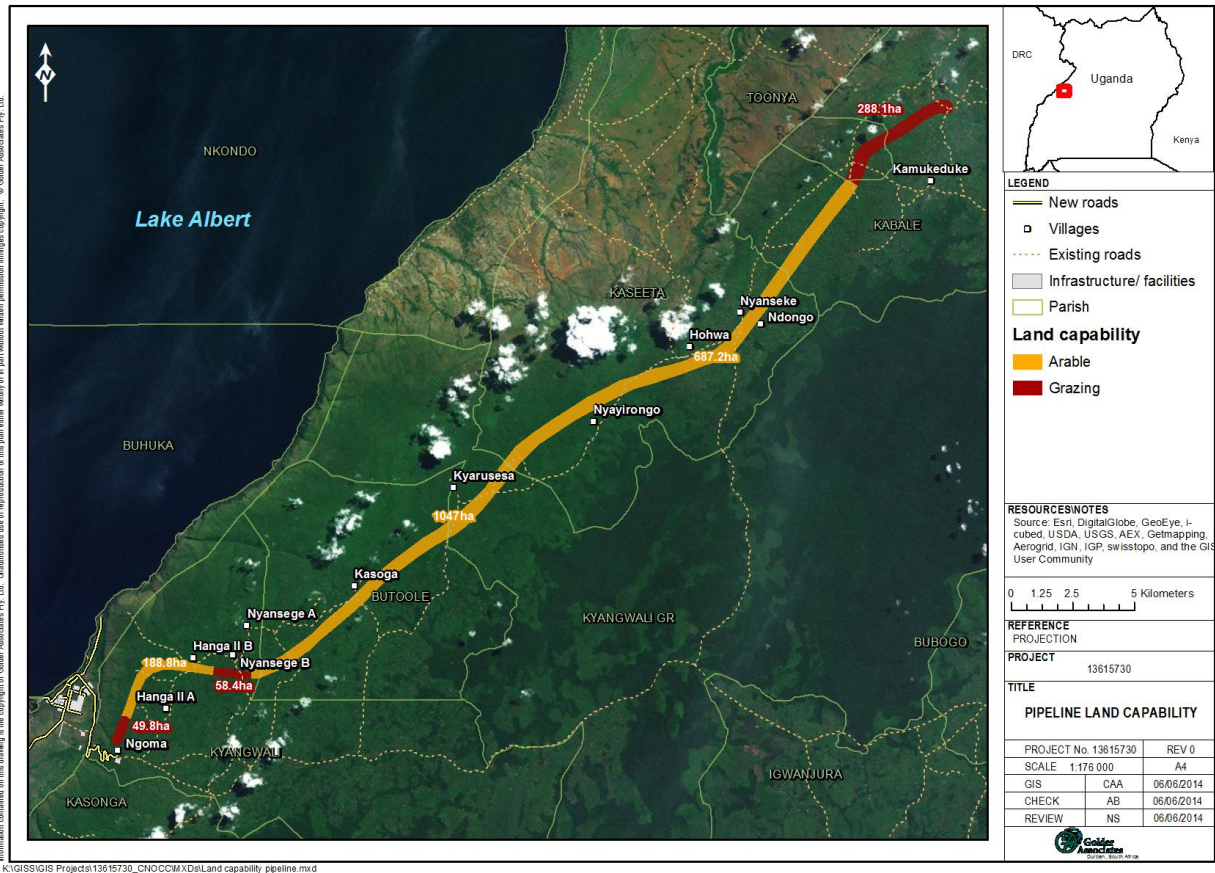 N
NKONDO
Lake Albert
BUHUKA
TOONYA
288.1ha
Kamukeduke
KABALE
KASEETA
Nyanseke
Ndongo
Hohwa
687.2ha
Nyayirongo
Kyarusesa
1047ha
Kasoga
BUTOOLE
KYANGWALI GR
BUBOGO
Nyansege A
Hanga II B
Nyansege B
188.8ha
58.4ha
Hanga II A
49.8ha
Ngoma
KYANGWALI
IGWANJURA
KASONGA
DRC
Uganda
Kenya
LEGEND
New roads
Villages
Existing roads
Infrastructure/ facilities
Parish
Land capability
Arable
Grazing
RESOURCES\NOTES
Source: Esri, DigitalGlobe, GeoEye, i-
cubed, USDA, USGS, AEX, Getmapping,
Aerogrid, IGN, IGP, swisstopo, and the GIS
User Community
0 1.25 2.5 5 Kilometers
REFERENCE
PROJECTION
PROJECT
13615730
TITLE
PIPELINE LAND CAPABILITY
PROJECT No. 13615730 REV 0
SCALE 1:176 000 A4
GIS CAA 06/06/2014
CHECK AB 06/06/2014
REVIEW NS 06/06/2014
Golder
Associates
Durban, South Africa
K:\GISS\GIS Projects\13615730_CNOCC\MXDs\Land capability pipeline.mxd